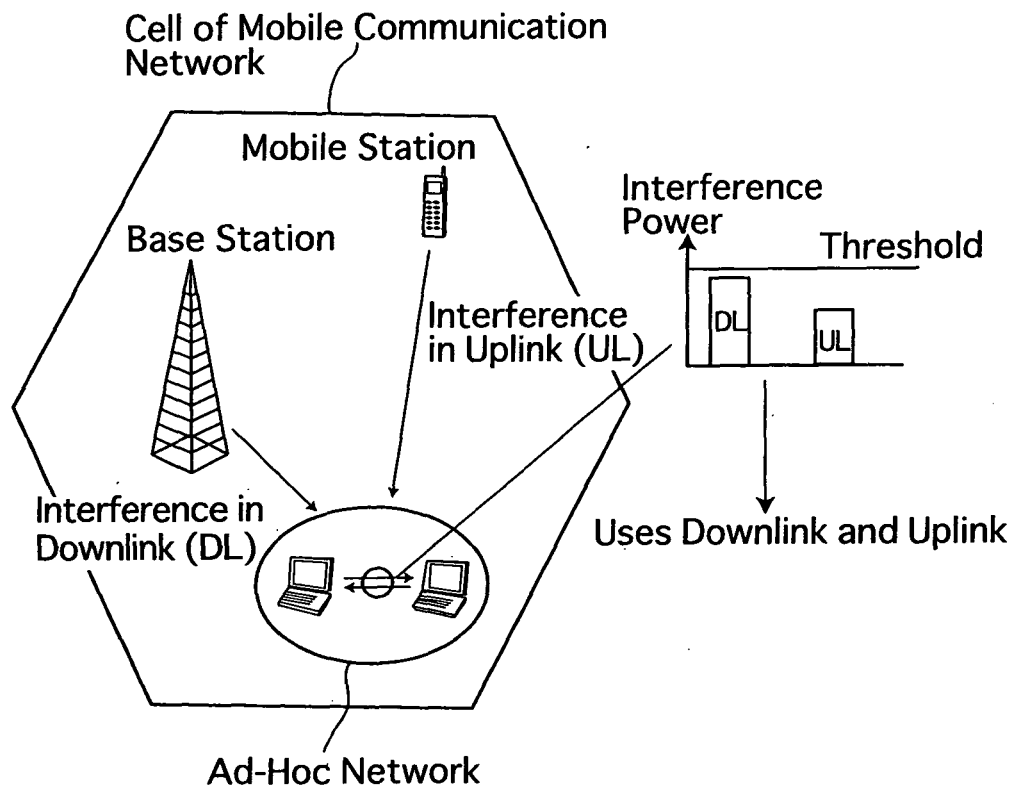 Cell of Mobile Communication
Network
Mobile Station
Base Station
Interference
in Uplink (UL)
Interference in
Downlink (DL)
Ad-Hoc Network
Interference
Power
Threshold
DL
UL
Uses Downlink and Uplink